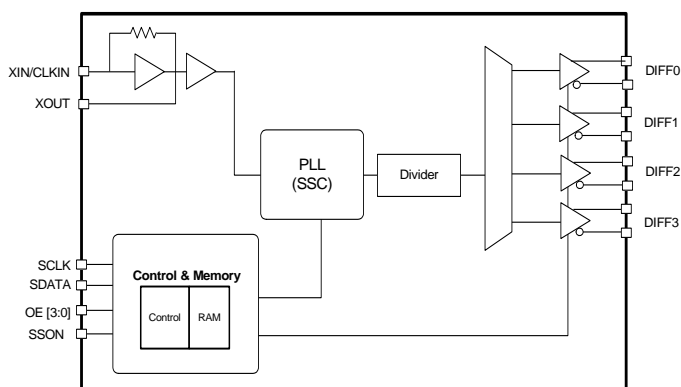 XIN/CLKIN
XOUT
PLL
(SSC)
Divider
DIFF0
DIFF1
DIFF2
DIFF3
SCLK
SDATA
OE [3:0]
SSON
Control & Memory
Control
RAM